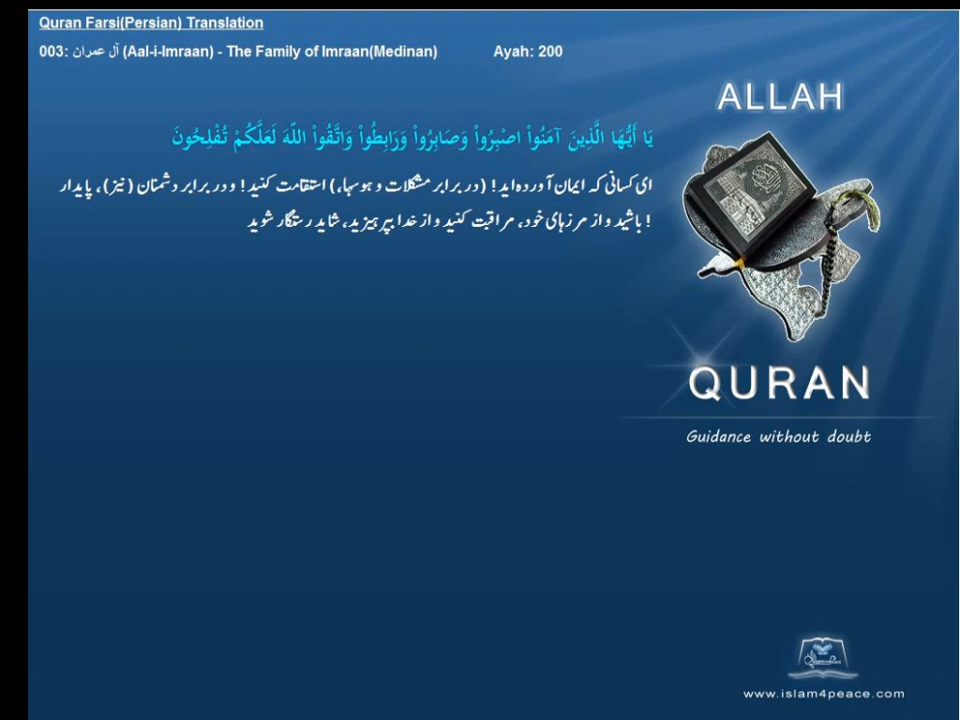 Quran Farsi(Persian) Translation
003: آل عمران (Aal-i-Imraan) - The Family of Imraan(Medinan) Ayah: 200
ALLAH
يَا أَيُّهَا الَّذِينَ آمَنُواْ اصْبِرُواْ وَصَابِرُواْ وَرَابِطُواْ وَاتَّقُواْ اللّهَ لَعَلَّكُمْ تُفْلِحُونَ
ای کسانی که ایمان آورده‌اید! (در برابر مشکلات و هوسها،) استقامت کنید! و در برابر دشمنان (نیز)، پایدار
باشید و از مرزهای خود، مراقبت کنید و از خدا بپرهیزید، شاید رستگار شوید!
QURAN
Guidance without doubt
www.islam4peace.com